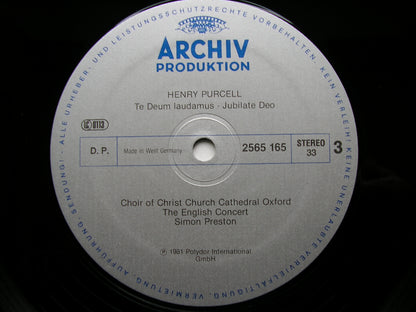 ALLE URHEBER- UND LEISTUNGSSCHUTZRECHTE VORBEHALTEN. KEIN VERLEIH! KEINE UNERLAUBTE VERVIELFÄLTIGUNG, VERMIETUNG, AUFFÜHRUNG, SENDUNG!
ARCHIV
PRODUKTION
HENRY PURCELL
Te Deum laudamus · Jubilate Deo
LC 0113
D. P. Made in West Germany 2565 165 STEREO 33 3
Choir of Christ Church Cathedral Oxford
The English Concert
Simon Preston
℗ 1981 Polydor International
GmbH